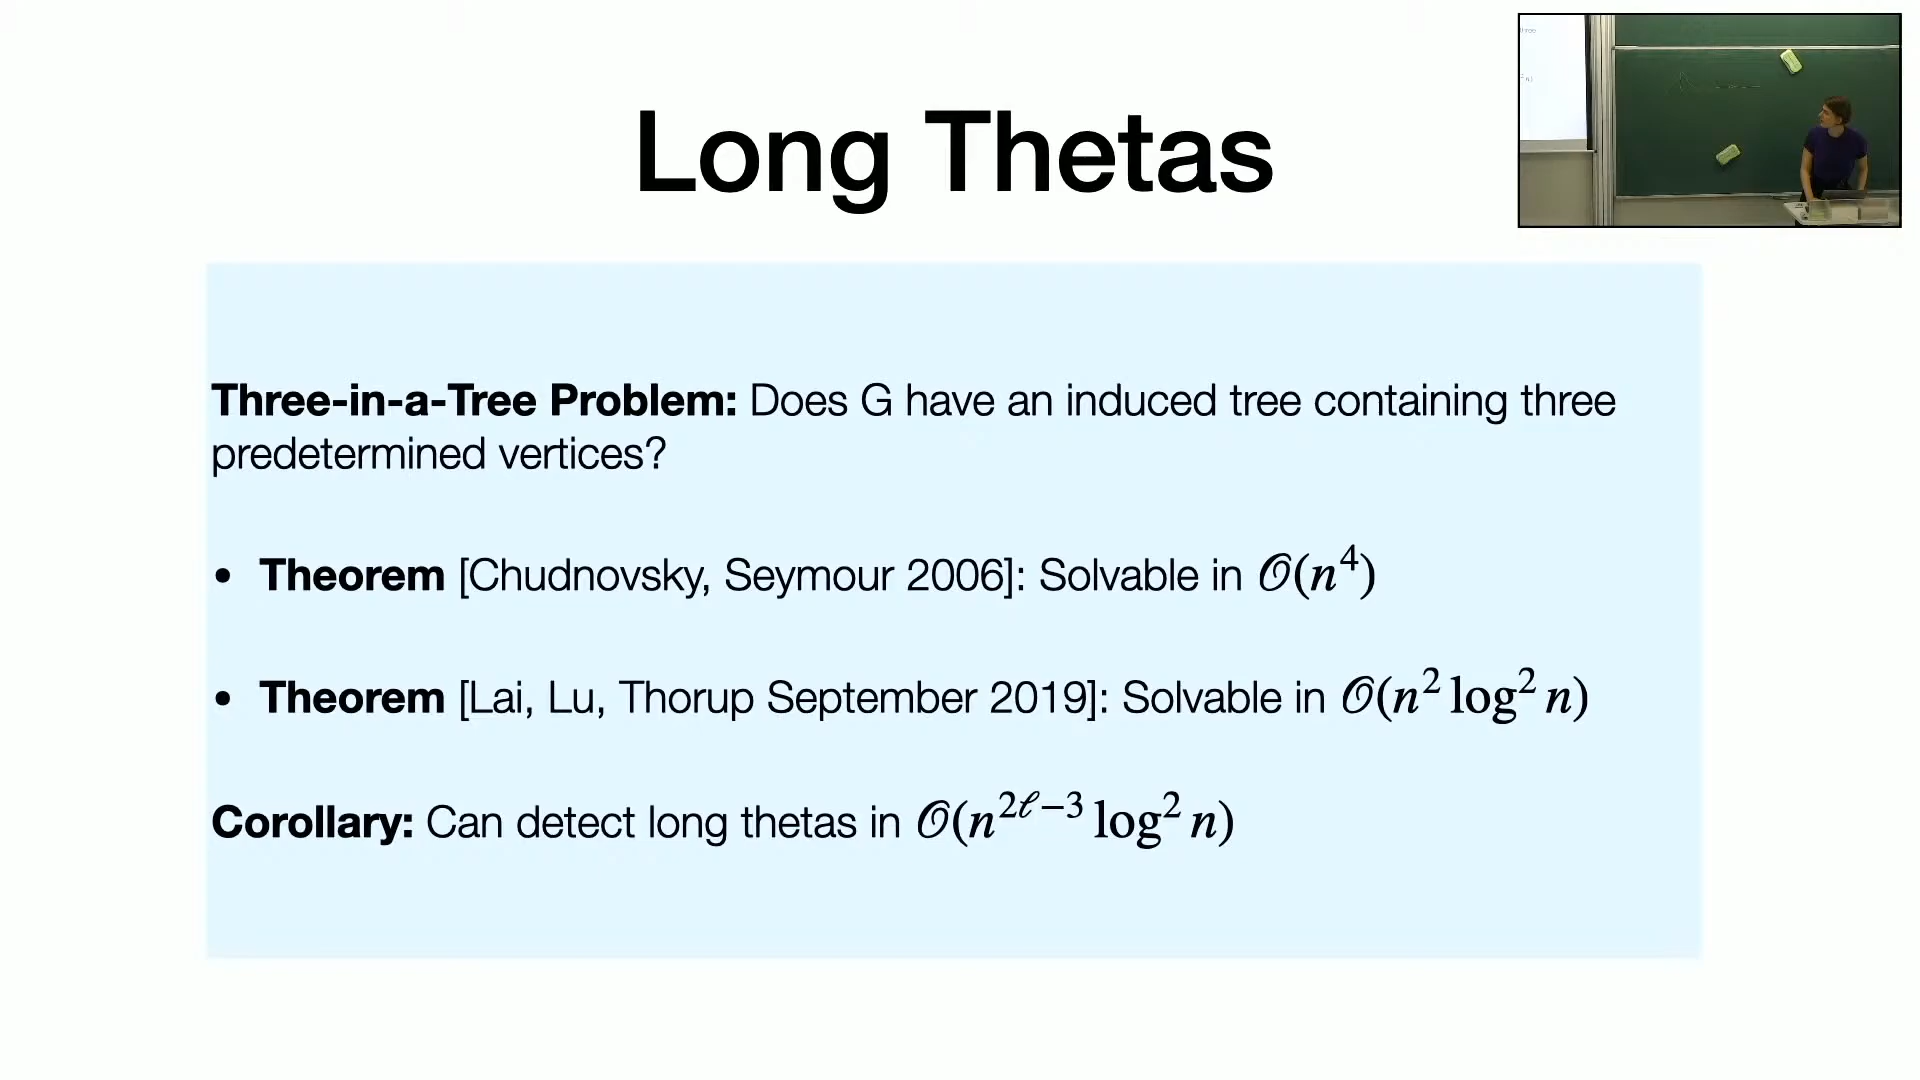 Long Thetas
Three-in-a-Tree Problem: Does G have an induced tree containing three
predetermined vertices?
• Theorem [Chudnovsky, Seymour 2006]: Solvable in 𝒪(n⁴)
• Theorem [Lai, Lu, Thorup September 2019]: Solvable in 𝒪(n² log² n)
Corollary: Can detect long thetas in 𝒪(n^{2ℓ−3} log² n)